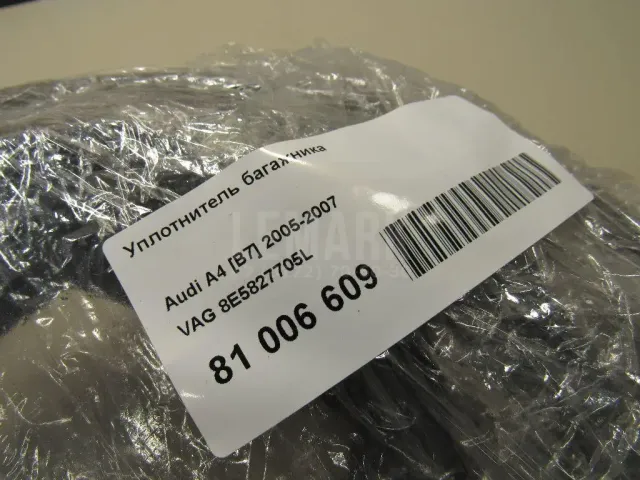 Уплотнитель багажника
Audi A4 [B7] 2005-2007
VAG 8E5827705L
81 006 609